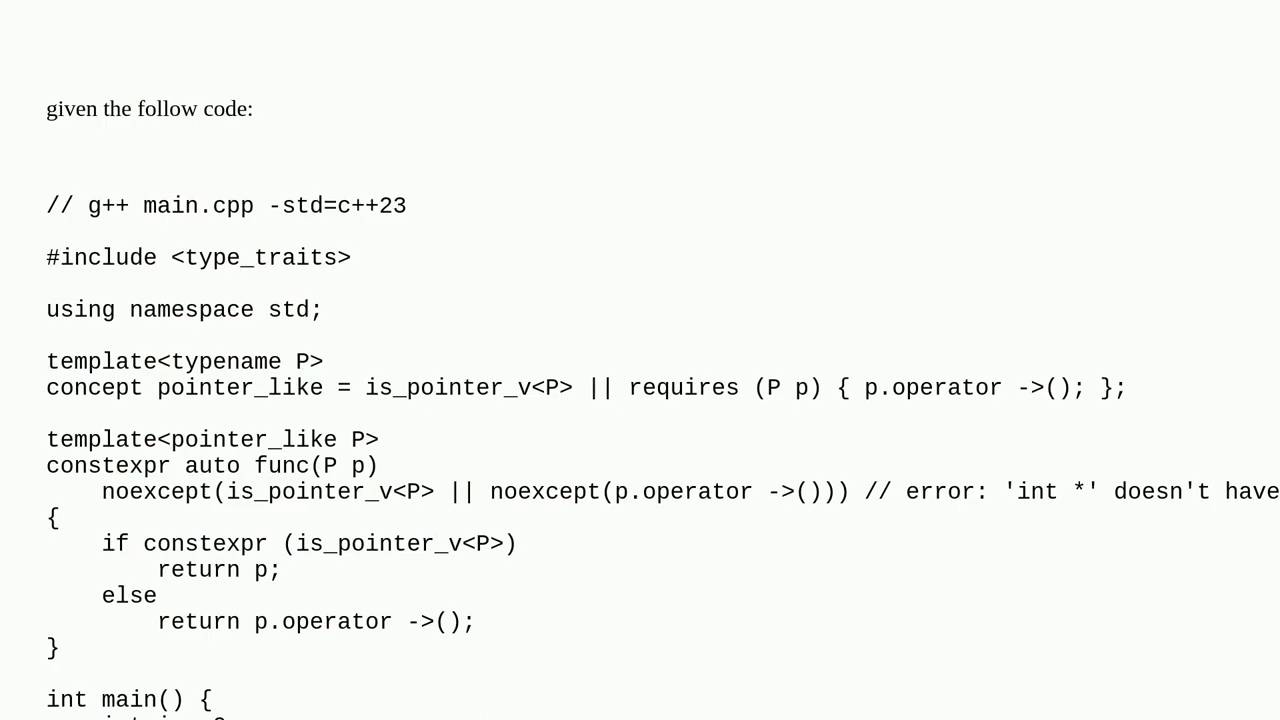 given the follow code:
// g++ main.cpp -std=c++23
#include <type_traits>
using namespace std;
template<typename P>
concept pointer_like = is_pointer_v<P> || requires (P p) { p.operator ->(); };
template<pointer_like P>
constexpr auto func(P p)
    noexcept(is_pointer_v<P> || noexcept(p.operator ->())) // error: 'int *' doesn't have
{
    if constexpr (is_pointer_v<P>)
        return p;
    else
        return p.operator ->();
}
int main() {